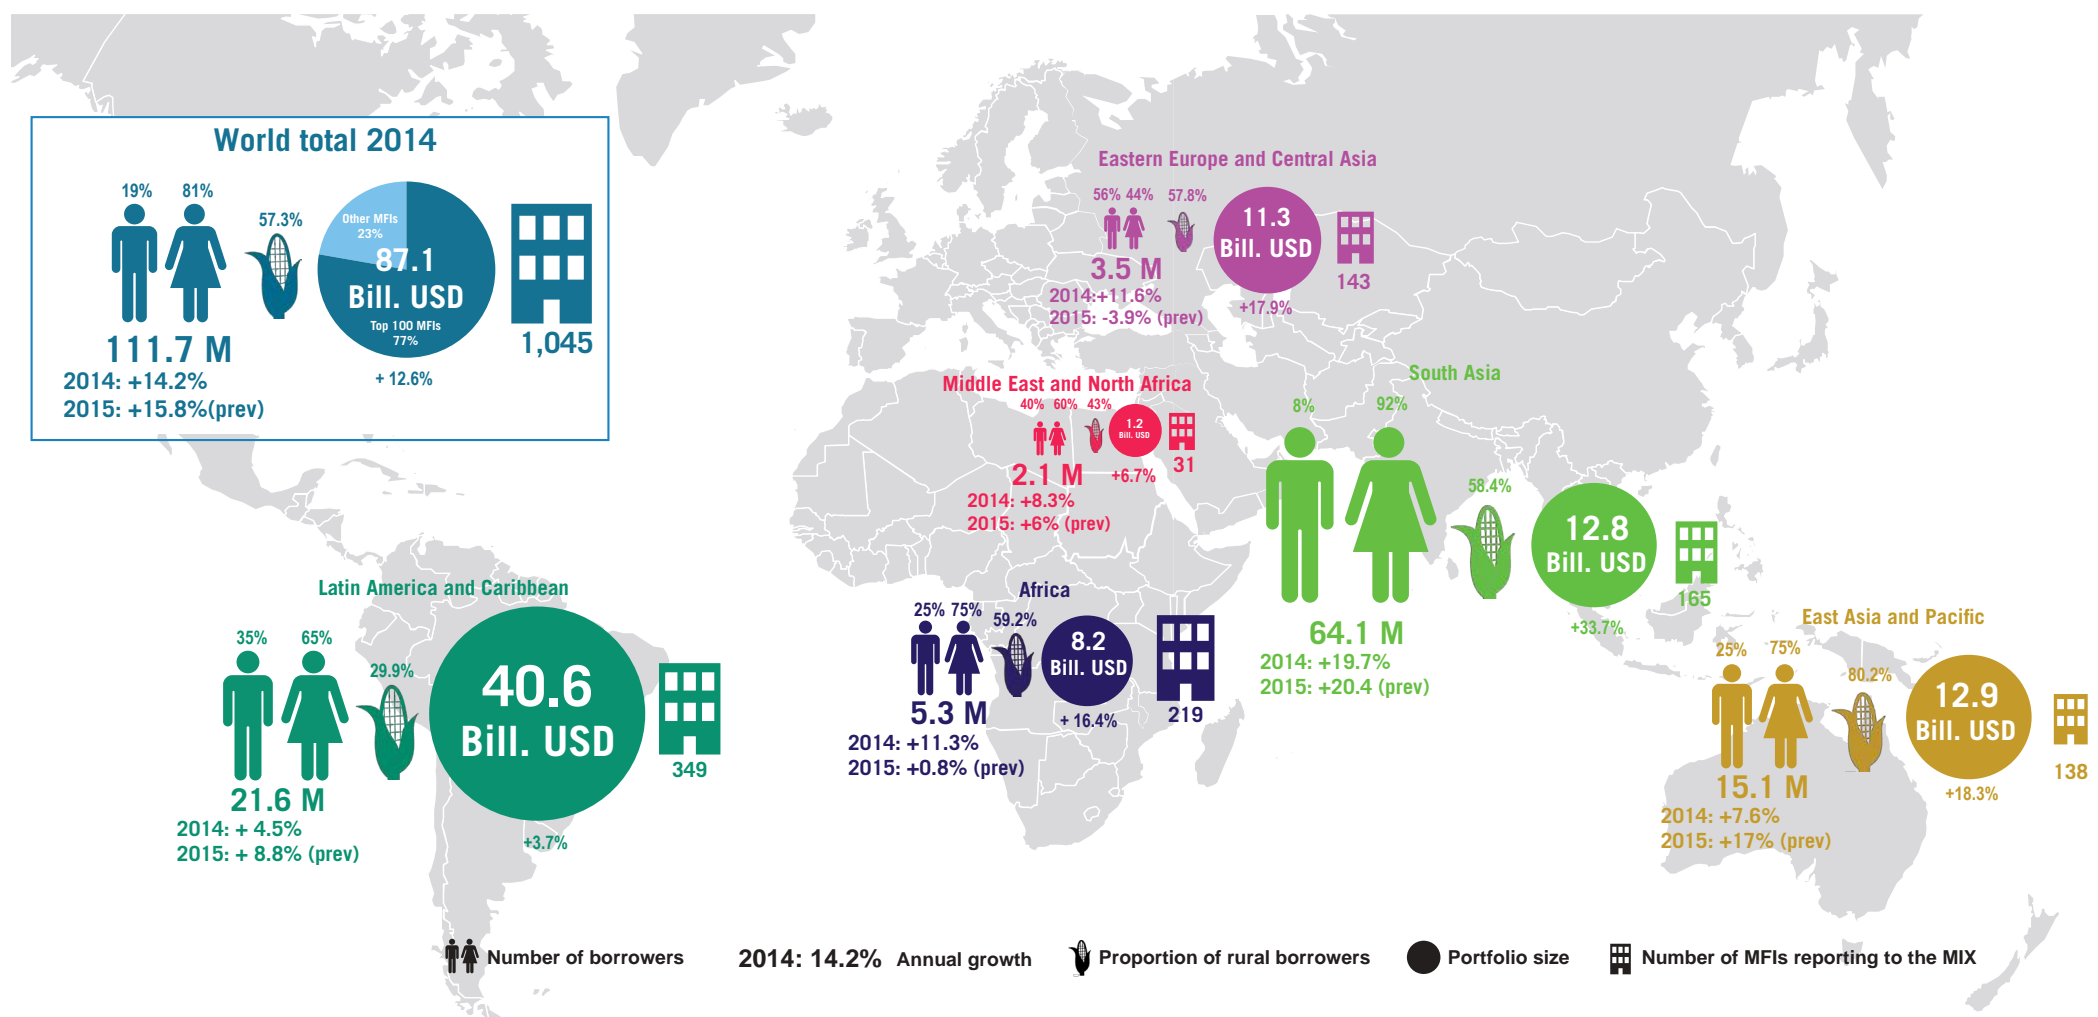 World total 2014
19%
81%
57.3%
Other MFIs
23%
87.1
Bill. USD
Top 100 MFIs
77%
111.7 M
1,045
2014: +14.2%
2015: +15.8%(prev)
+ 12.6%
Eastern Europe and Central Asia
56% 44%
57.8%
11.3
Bill. USD
3.5 M
143
2014:+11.6%
2015: -3.9% (prev)
+17.9%
Middle East and North Africa
40% 60% 43%
1.2
Bill. USD
2.1 M
+6.7%
31
2014: +8.3%
2015: +6% (prev)
South Asia
8%
92%
58.4%
12.8
Bill. USD
165
64.1 M
+33.7%
2014: +19.7%
2015: +20.4 (prev)
Latin America and Caribbean
35%
65%
29.9%
40.6
Bill. USD
349
21.6 M
2014: + 4.5%
2015: + 8.8% (prev)
+3.7%
Africa
25% 75%
59.2%
8.2
Bill. USD
5.3 M
+ 16.4%
219
2014: +11.3%
2015: +0.8% (prev)
East Asia and Pacific
25%
75%
80.2%
12.9
Bill. USD
138
15.1 M
+18.3%
2014: +7.6%
2015: +17% (prev)
Number of borrowers
2014: 14.2% Annual growth
Proportion of rural borrowers
Portfolio size
Number of MFIs reporting to the MIX